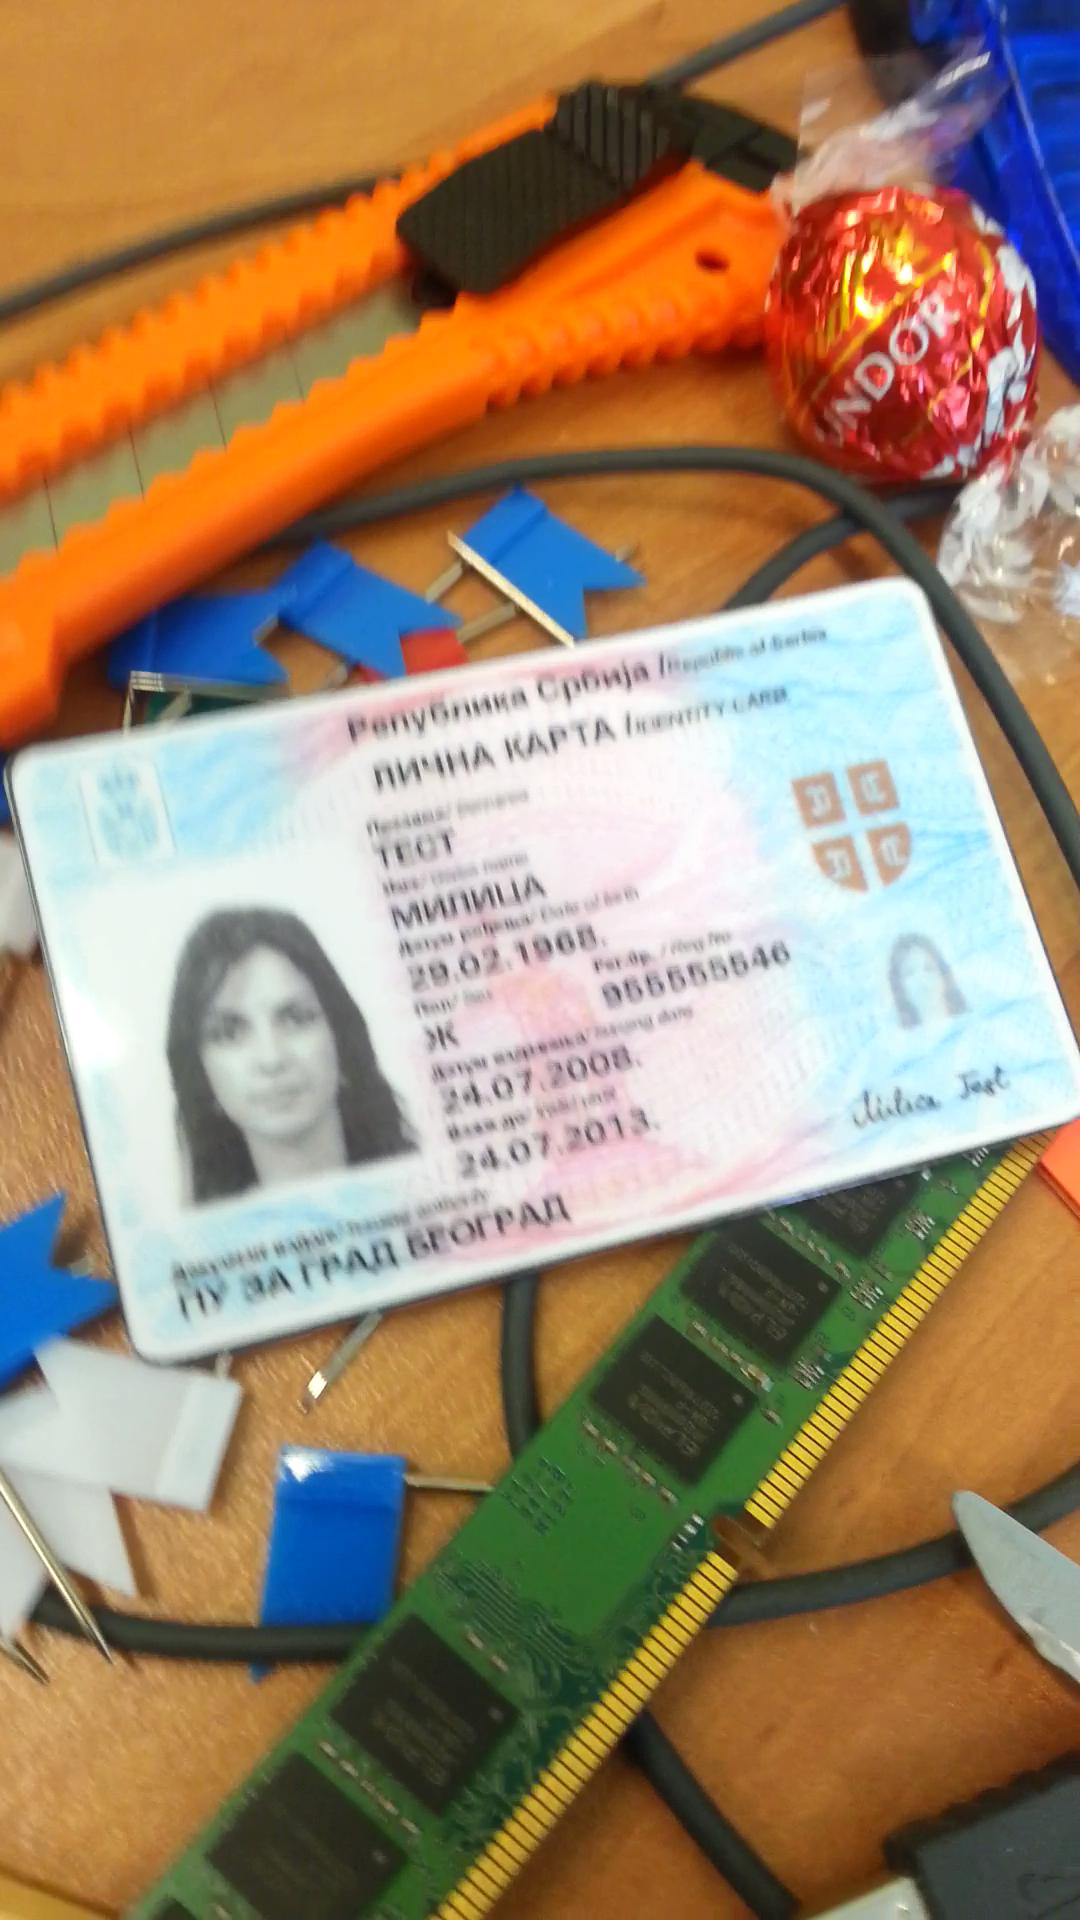 LINDOR
Република Србија / Republic of Serbia
ЛИЧНА КАРТА / IDENTITY CARD
Презиме/ Surname
ТЕСТ
Име/ Given name
МИЛИЦА
Датум рођења/ Date of birth
29.02.1968.
Пол/ Sex
Рег.бр. / Reg No
Ж
955555546
Датум издавања/ Issuing date
24.07.2008.
Важи до/
24.07.2013.
Milica Test
Документ издаје/ Issuing authority
ПУ ЗА ГРАД БЕОГРАД
ELPIDA
ELPIDA